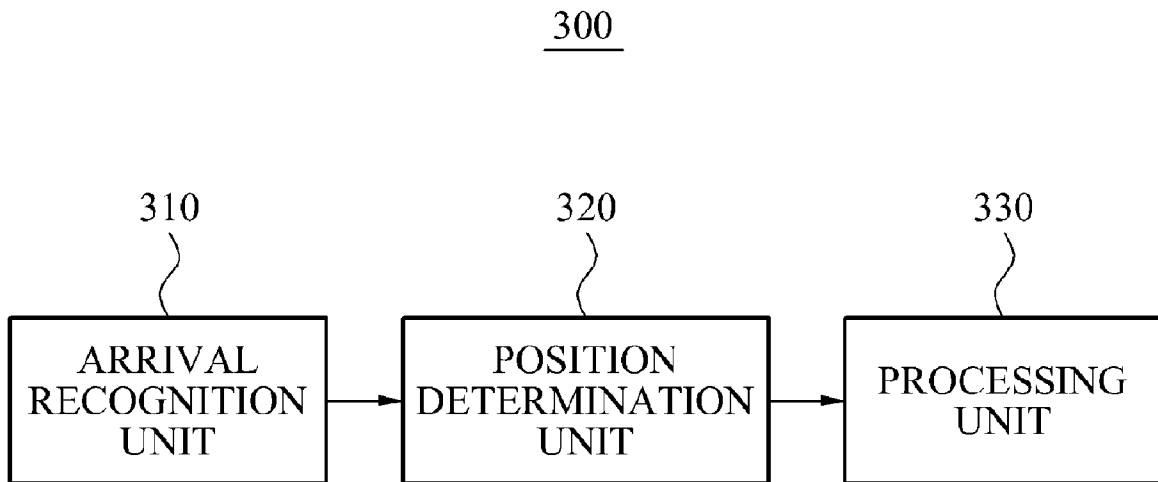 300
310
320
330
ARRIVAL
RECOGNITION
UNIT
POSITION
DETERMINATION
UNIT
PROCESSING
UNIT